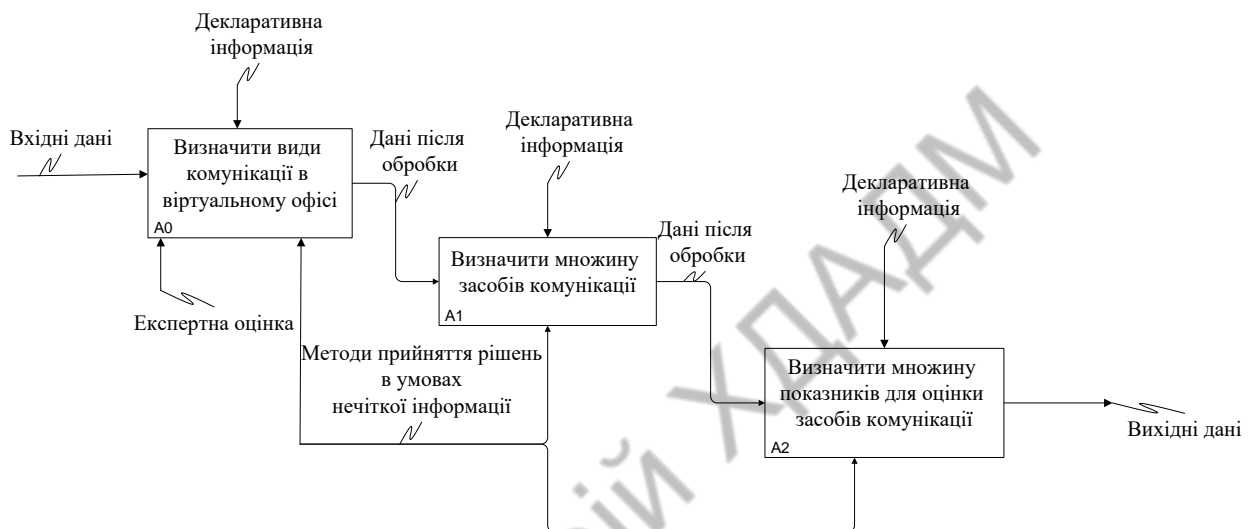 Декларативна
інформація
Вхідні дані
Визначити види
комунікації в
віртуальному офісі
A0
Дані після
обробки
Декларативна
інформація
Експертна оцінка
Визначити множину
засобів комунікації
A1
Дані після
обробки
Декларативна
інформація
Методи прийняття рішень
в умовах
нечіткої інформації
Визначити множину
показників для оцінки
засобів комунікації
A2
Вихідні дані
ій ХДАДМ